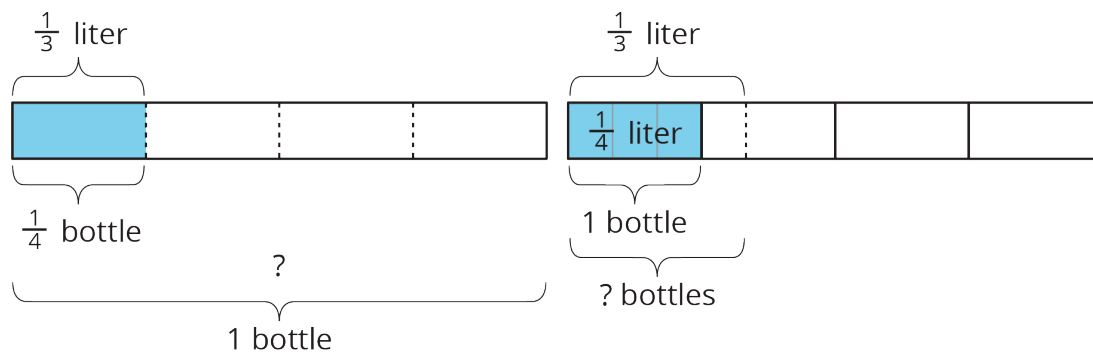 1/3 liter
1/4 bottle
?
1 bottle
1/3 liter
1/4 liter
1 bottle
? bottles